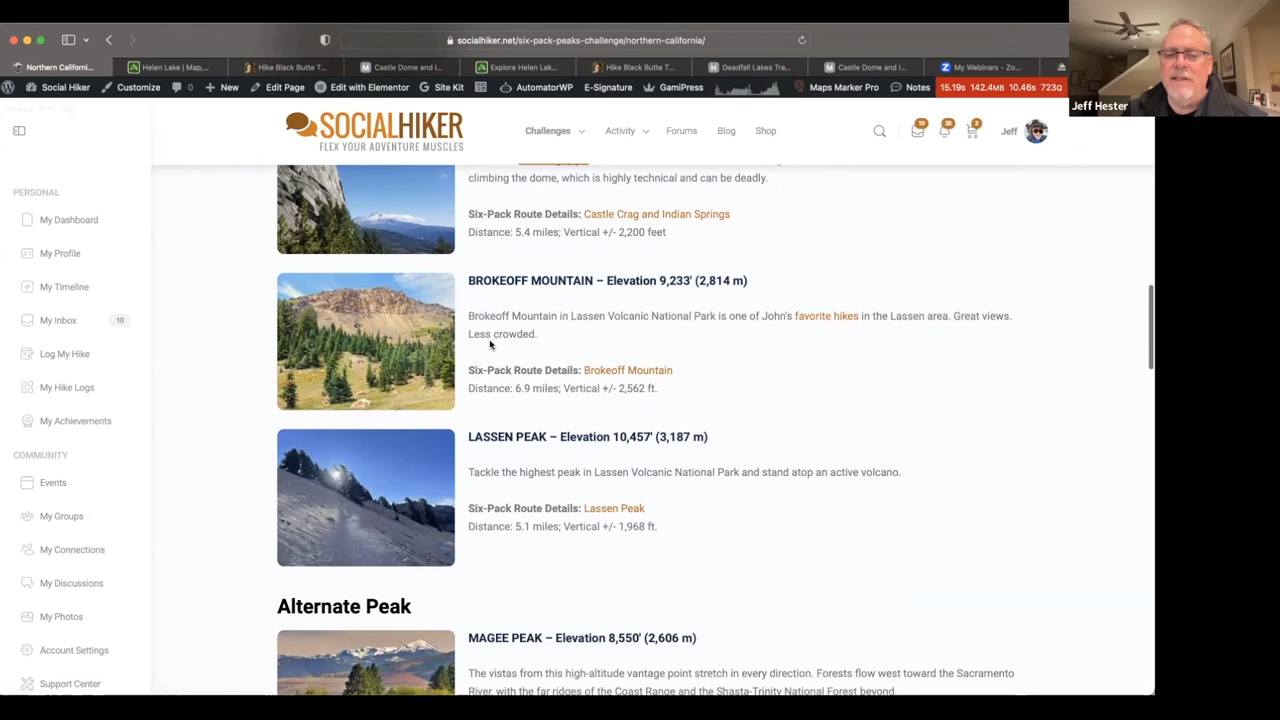 socialhiker.net/six-pack-peaks-challenge/northern-california/
Northern Californi...
Helen Lake | Map,...
Hike Black Butte T...
Castle Dome and I...
Explore Helen Lak...
Hike Black Butte T...
Deadfall Lakes Tra...
Castle Dome and I...
My Webinars - Zo...
Social Hiker
Customize
0
New
Edit Page
Edit with Elementor
Site Kit
AutomatorWP
E-Signature
GamiPress
Maps Marker Pro
Notes
15.19s 142.4MB 10.46s 723Q
Jeff Hester
SOCIALHIKER
FLEX YOUR ADVENTURE MUSCLES
Challenges
Activity
Forums
Blog
Shop
10
20
3
Jeff
PERSONAL
My Dashboard
My Profile
My Timeline
My Inbox 10
Log My Hike
My Hike Logs
My Achievements
COMMUNITY
Events
My Groups
My Connections
My Discussions
My Photos
Account Settings
Support Center
climbing the dome, which is highly technical and can be deadly.
Six-Pack Route Details: Castle Crag and Indian Springs
Distance: 5.4 miles; Vertical +/- 2,200 feet
BROKEOFF MOUNTAIN – Elevation 9,233' (2,814 m)
Brokeoff Mountain in Lassen Volcanic National Park is one of John's favorite hikes in the Lassen area. Great views.
Less crowded.
Six-Pack Route Details: Brokeoff Mountain
Distance: 6.9 miles; Vertical +/- 2,562 ft.
LASSEN PEAK – Elevation 10,457' (3,187 m)
Tackle the highest peak in Lassen Volcanic National Park and stand atop an active volcano.
Six-Pack Route Details: Lassen Peak
Distance: 5.1 miles; Vertical +/- 1,968 ft.
Alternate Peak
MAGEE PEAK – Elevation 8,550' (2,606 m)
The vistas from this high-altitude vantage point stretch in every direction. Forests flow west toward the Sacramento
River, with the far ridges of the Coast Range and the Shasta-Trinity National Forest beyond.